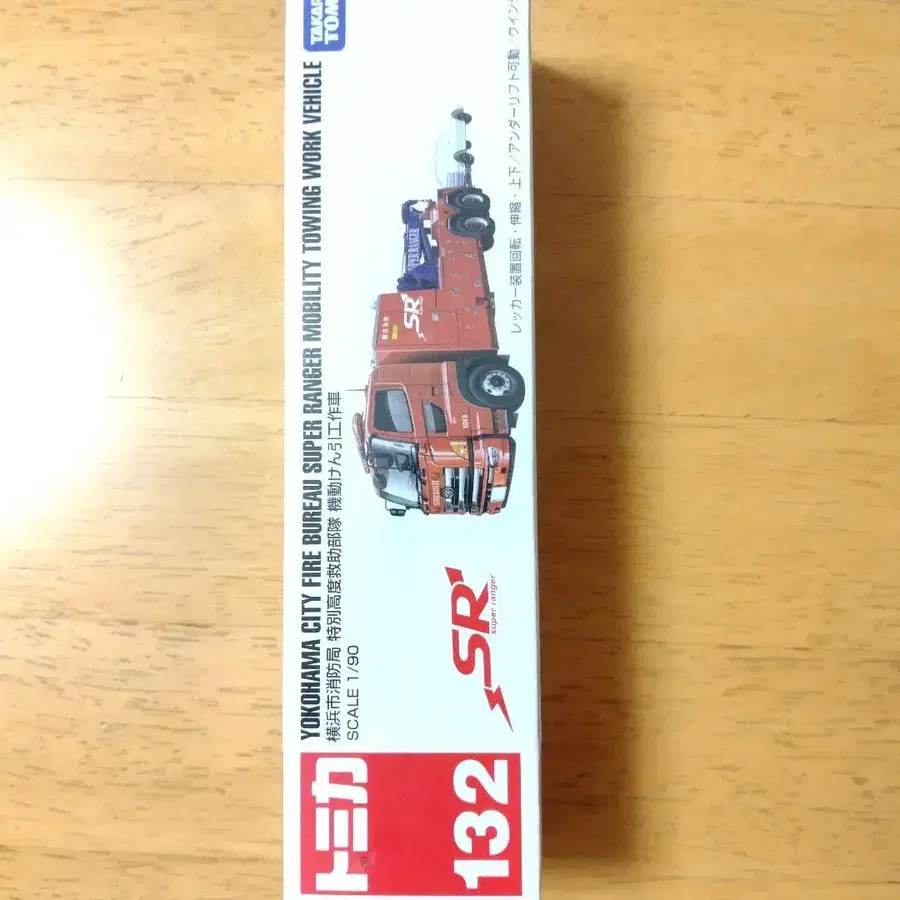 TAKARA TOMY
YOKOHAMA CITY FIRE BUREAU SUPER RANGER MOBILITY TOWING WORK VEHICLE
横浜市消防局 特別高度救助部隊 機動けん引工作車
SCALE 1/90
トミカ
132
SR
super ranger
SR
SUPER RANGER
1013
レッカー装置回転・伸縮・上下/アンダーリフト可動/ウインチ